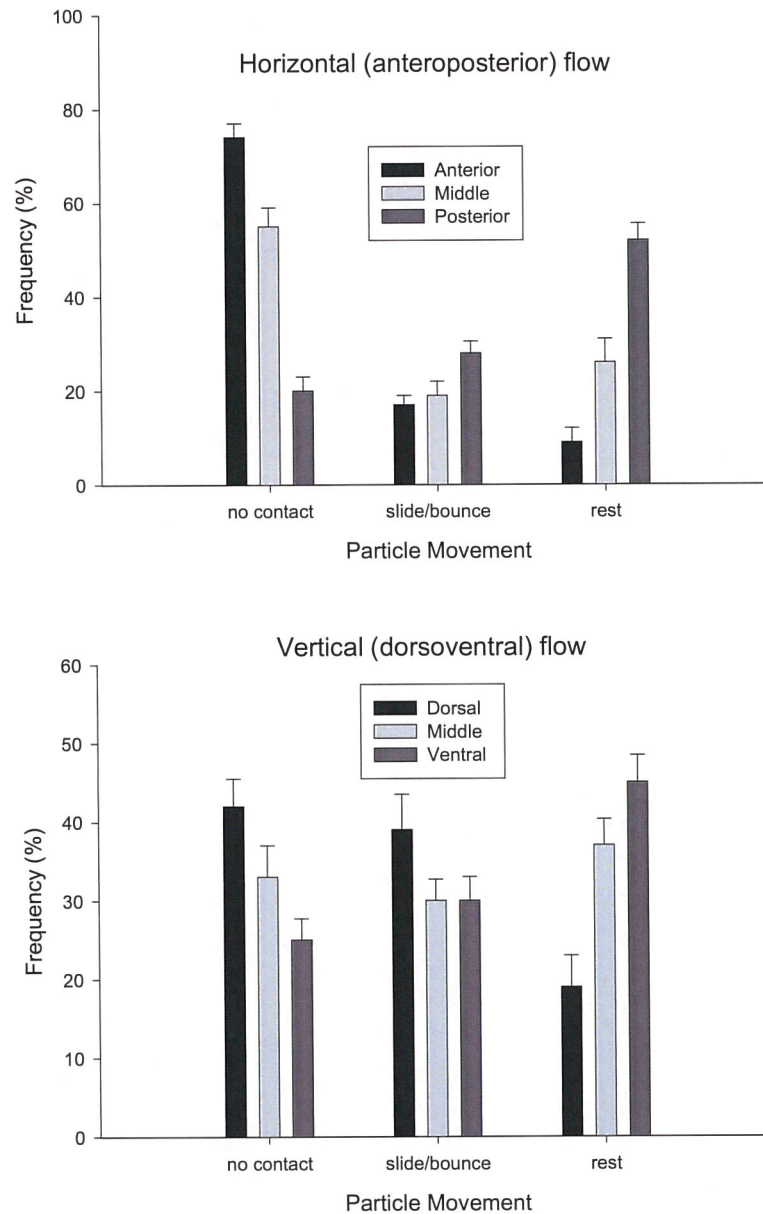 Horizontal (anteroposterior) flow
100
80
60
40
20
0
Frequency (%)
Anterior
Middle
Posterior
no contact
slide/bounce
rest
Particle Movement
Vertical (dorsoventral) flow
60
50
40
30
20
10
0
Frequency (%)
Dorsal
Middle
Ventral
no contact
slide/bounce
rest
Particle Movement